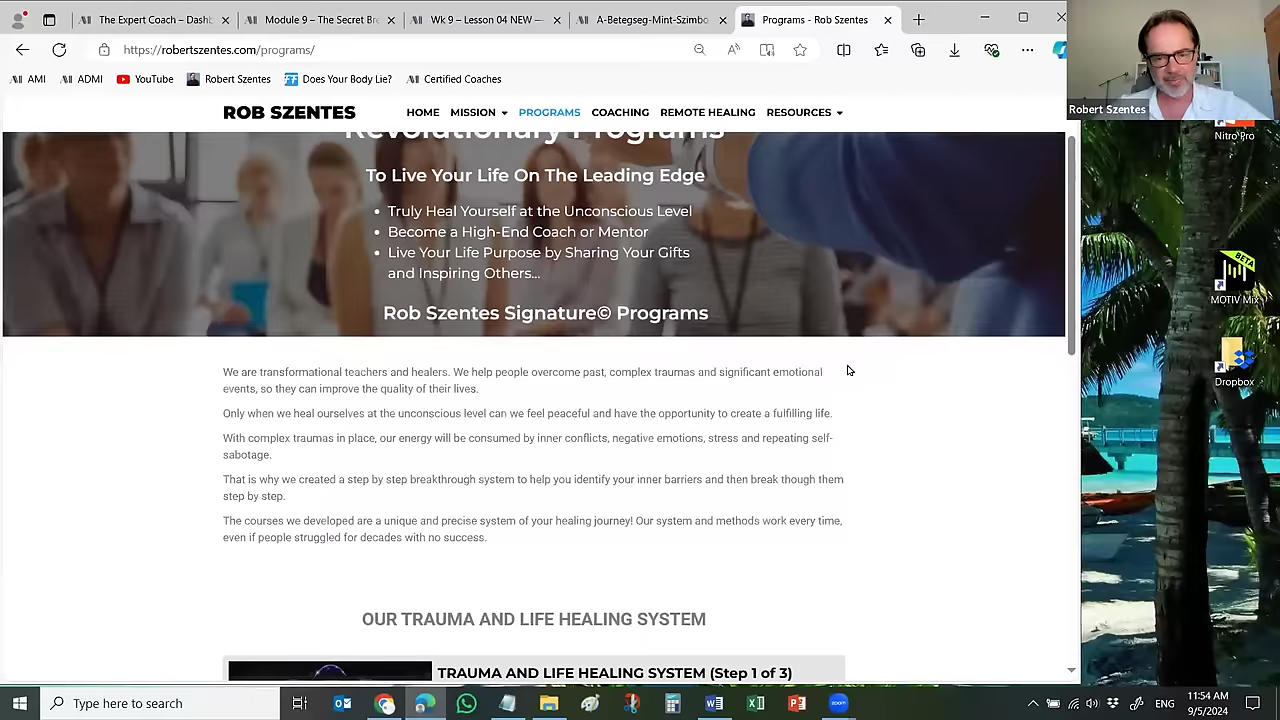 The Expert Coach – Dashb
Module 9 – The Secret Bre
Wk 9 – Lesson 04 NEW –
A-Betegseg-Mint-Szimbo
Programs - Rob Szentes
https://robertszentes.com/programs/
AMI
ADMI
YouTube
Robert Szentes
Does Your Body Lie?
Certified Coaches
ROB SZENTES
HOME
MISSION
PROGRAMS
COACHING
REMOTE HEALING
RESOURCES
Revolutionary Programs
To Live Your Life On The Leading Edge
• Truly Heal Yourself at the Unconscious Level
• Become a High-End Coach or Mentor
• Live Your Life Purpose by Sharing Your Gifts
and Inspiring Others...
Rob Szentes Signature© Programs
We are transformational teachers and healers. We help people overcome past, complex traumas and significant emotional
events, so they can improve the quality of their lives.
Only when we heal ourselves at the unconscious level can we feel peaceful and have the opportunity to create a fulfilling life.
With complex traumas in place, our energy will be consumed by inner conflicts, negative emotions, stress and repeating self-
sabotage.
That is why we created a step by step breakthrough system to help you identify your inner barriers and then break though them
step by step.
The courses we developed are a unique and precise system of your healing journey! Our system and methods work every time,
even if people struggled for decades with no success.
OUR TRAUMA AND LIFE HEALING SYSTEM
TRAUMA AND LIFE HEALING SYSTEM (Step 1 of 3)
Robert Szentes
Nitro Pro
BETA
MOTIV Mix
Dropbox
Type here to search
zoom
ENG
11:54 AM
9/5/2024